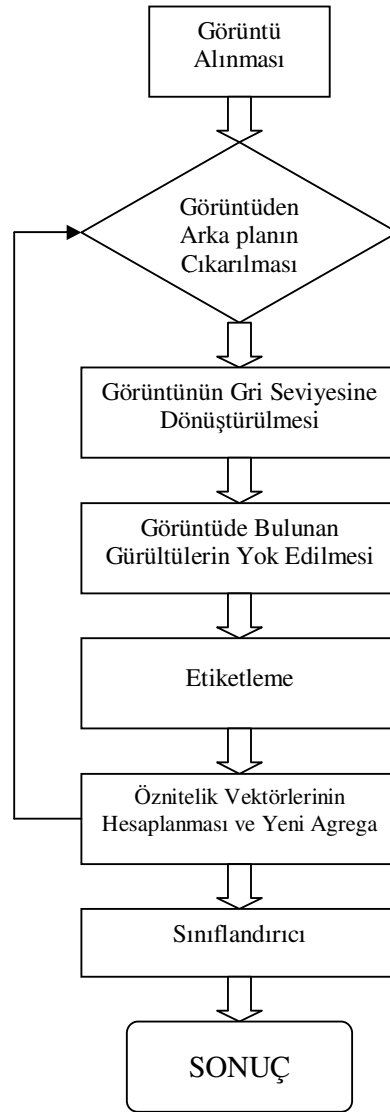 Görüntü
Alınması
Görüntüden
Arka planın
Cıkarılması
Görüntünün Gri Seviyesine
Dönüştürülmesi
Görüntüde Bulunan
Gürültülerin Yok Edilmesi
Etiketleme
Öznitelik Vektörlerinin
Hesaplanması ve Yeni Agrega
Sınıflandırıcı
SONUÇ